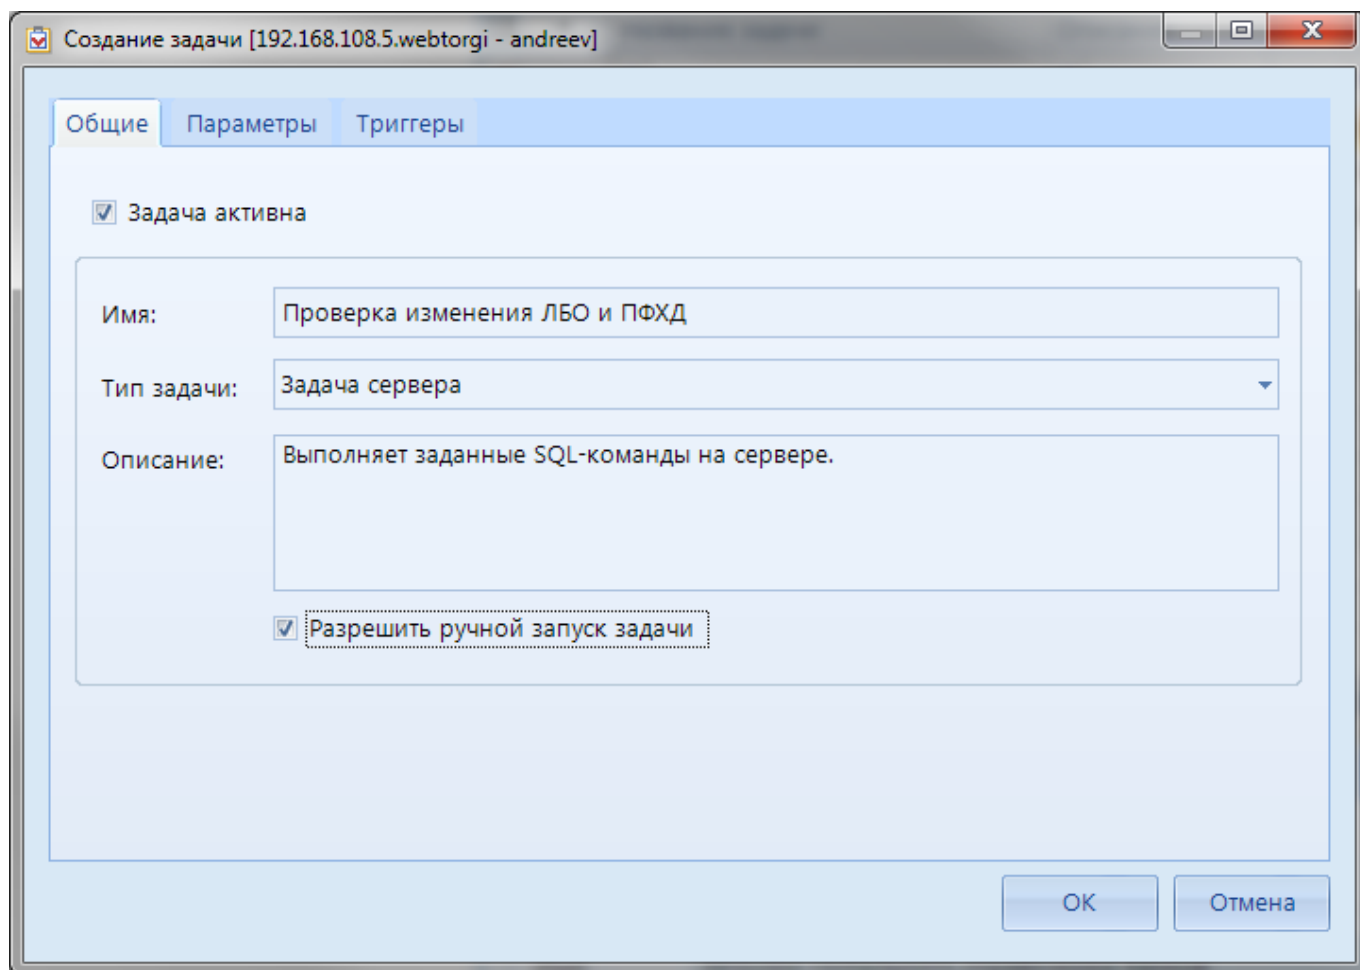 Создание задачи [192.168.108.5.webtorgi - andreev]
Общие Параметры Триггеры
Задача активна
Имя: Проверка изменения ЛБО и ПФХД
Тип задачи: Задача сервера
Описание: Выполняет заданные SQL-команды на сервере.
Разрешить ручной запуск задачи
ОК Отмена